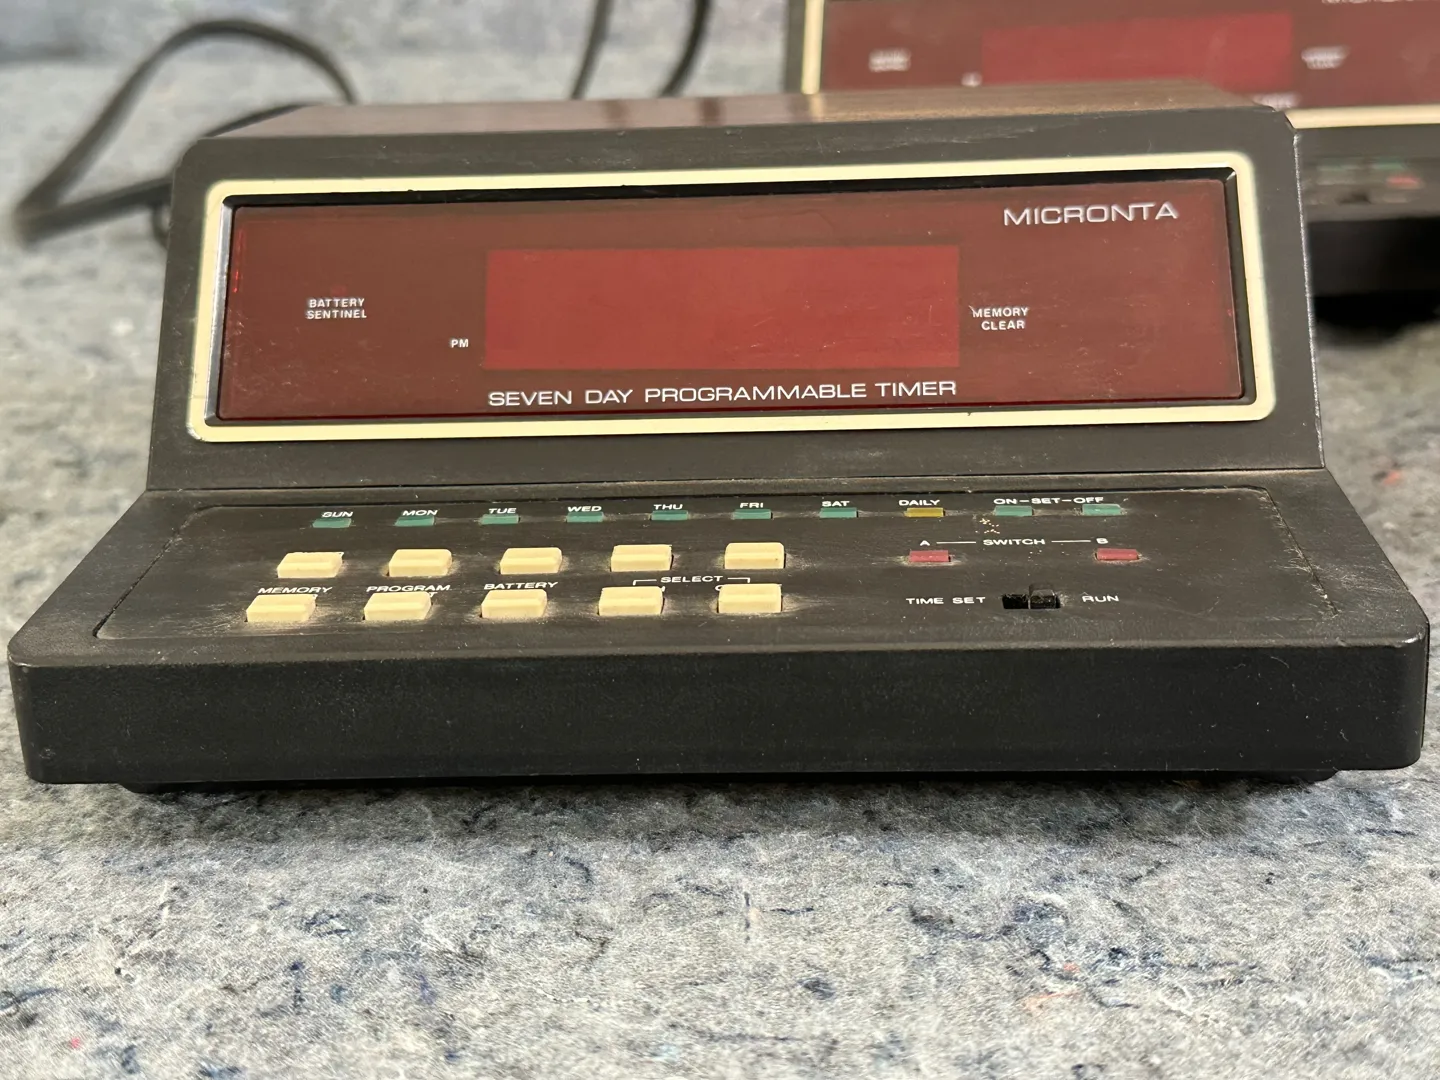 MICRONTA
BATTERY
SENTINEL
PM
MEMORY
CLEAR
SEVEN DAY PROGRAMMABLE TIMER
SUN MON TUE WED THU FRI SAT DAILY ON-SET-OFF
A SWITCH B
SELECT
MEMORY PROGRAM BATTERY
TIME SET RUN